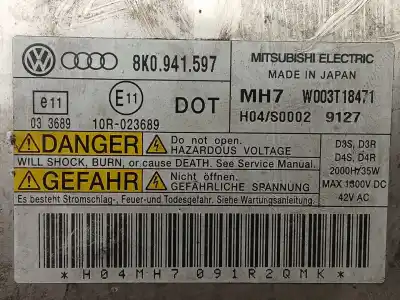 8K0.941.597
MITSUBISHI ELECTRIC
MADE IN JAPAN
MH7 W003T18471
H04/S0002 9127
e11
E11
DOT
03 3689
10R-023689
DANGER
Do not open.
HAZARDOUS VOLTAGE
WILL SHOCK, BURN, or cause DEATH. See Service Manual.
GEFAHR
Nicht öffnen.
GEFÄHRLICHE SPANNUNG
Es besteht Stromschlag-, Feuer-und Todesgefahr. Siehe Wartungsanleitung.
D3S, D3R
D4S, D4R
35W
MAX 1300V DC
42V AC
*H04MH7091R2QMK*